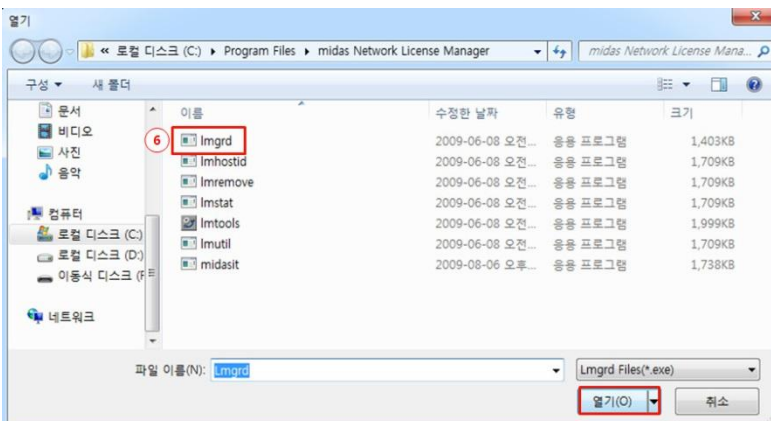 열기
« 로컬 디스크 (C:) ▸ Program Files ▸ midas Network License Manager
midas Network License Mana...
구성 ▼ 새 폴더
이름 수정한 날짜 유형 크기
문서
비디오
사진
음악
컴퓨터
로컬 디스크 (C:)
로컬 디스크 (D:)
이동식 디스크 (F
네트워크
6 lmgrd 2009-06-08 오전... 응용 프로그램 1,403KB
lmhostid 2009-06-08 오전... 응용 프로그램 1,709KB
lmremove 2009-06-08 오전... 응용 프로그램 1,709KB
lmstat 2009-06-08 오전... 응용 프로그램 1,709KB
lmtools 2009-06-08 오전... 응용 프로그램 1,999KB
lmutil 2009-06-08 오전... 응용 프로그램 1,709KB
midasit 2009-08-06 오후... 응용 프로그램 1,738KB
파일 이름(N): Lmgrd Lmgrd Files(*.exe)
열기(O) 취소